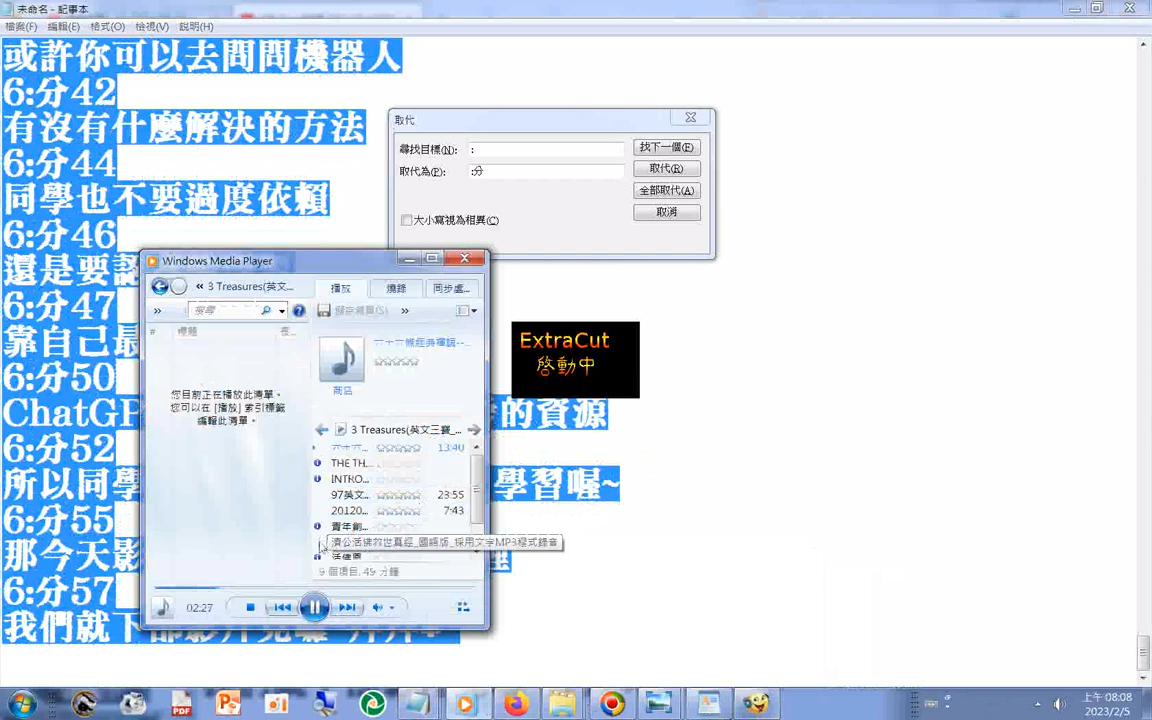 未命名 - 記事本
檔案(F) 編輯(E) 格式(O) 檢視(V) 說明(H)
或許你可以去問問機器人
6:分42
有沒有什麼解決的方法
6:分44
同學也不要過度依賴
6:分46
還是要
6:分47
靠自己最
6:分50
ChatGP
的資源
6:分52
所以同學
學習喔~
6:分55
那今天影
6:分57
我們就下部影片見囉
取代
尋找目標(N): :
取代為(P): :分
找下一個(F)
取代(R)
全部取代(A)
取消
大小寫視為相異(C)
Windows Media Player
« 3 Treasures(英文...
播放 燒錄 同步處...
» 搜尋
儲存清單(S) »
# 標題
您目前正在播放此清單。
您可以在 [播放] 索引標籤
編輯此清單。
商店
3 Treasures(英文三寶_...
13:40
THE TH...
INTRO...
97英文... 23:55
20120... 7:43
青年創...
濟公活佛救世真經_國語版_採用文字MP3程式錄音
9 個項目, 49 分鐘
02:27
ExtraCut
啓動中
上午 08:08
2023/2/5